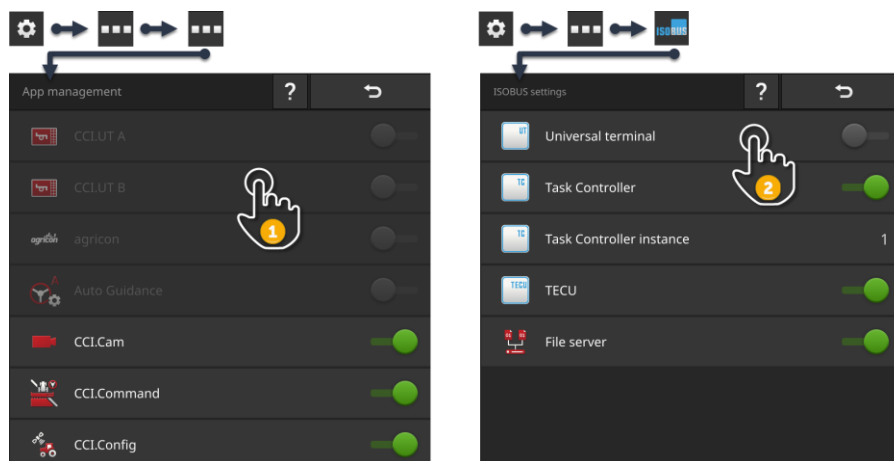 ISOBUS
App management
?
CCI.UT A
CCI.UT B
1
agricon agricon
Auto Guidance
CCI.Cam
CCI.Command
CCI.Config
ISOBUS settings
?
UT Universal terminal
2
TC Task Controller
TC Task Controller instance 1
TECU TECU
File server